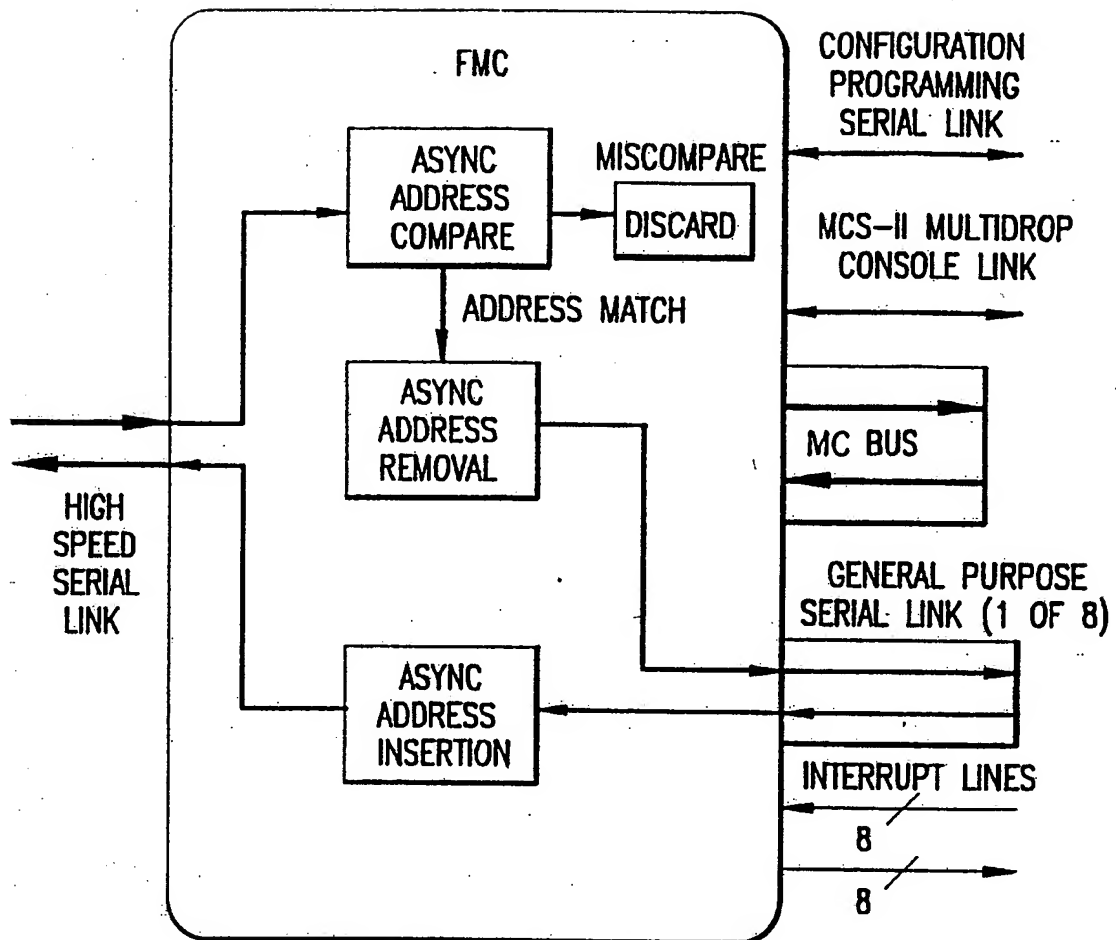 FMC
ASYNC
ADDRESS
COMPARE
MISCOMPARE
DISCARD
ADDRESS MATCH
ASYNC
ADDRESS
REMOVAL
ASYNC
ADDRESS
INSERTION
HIGH
SPEED
SERIAL
LINK
CONFIGURATION
PROGRAMMING
SERIAL LINK
MCS-II MULTIDROP
CONSOLE LINK
MC BUS
GENERAL PURPOSE
SERIAL LINK (1 OF 8)
INTERRUPT LINES
8
8